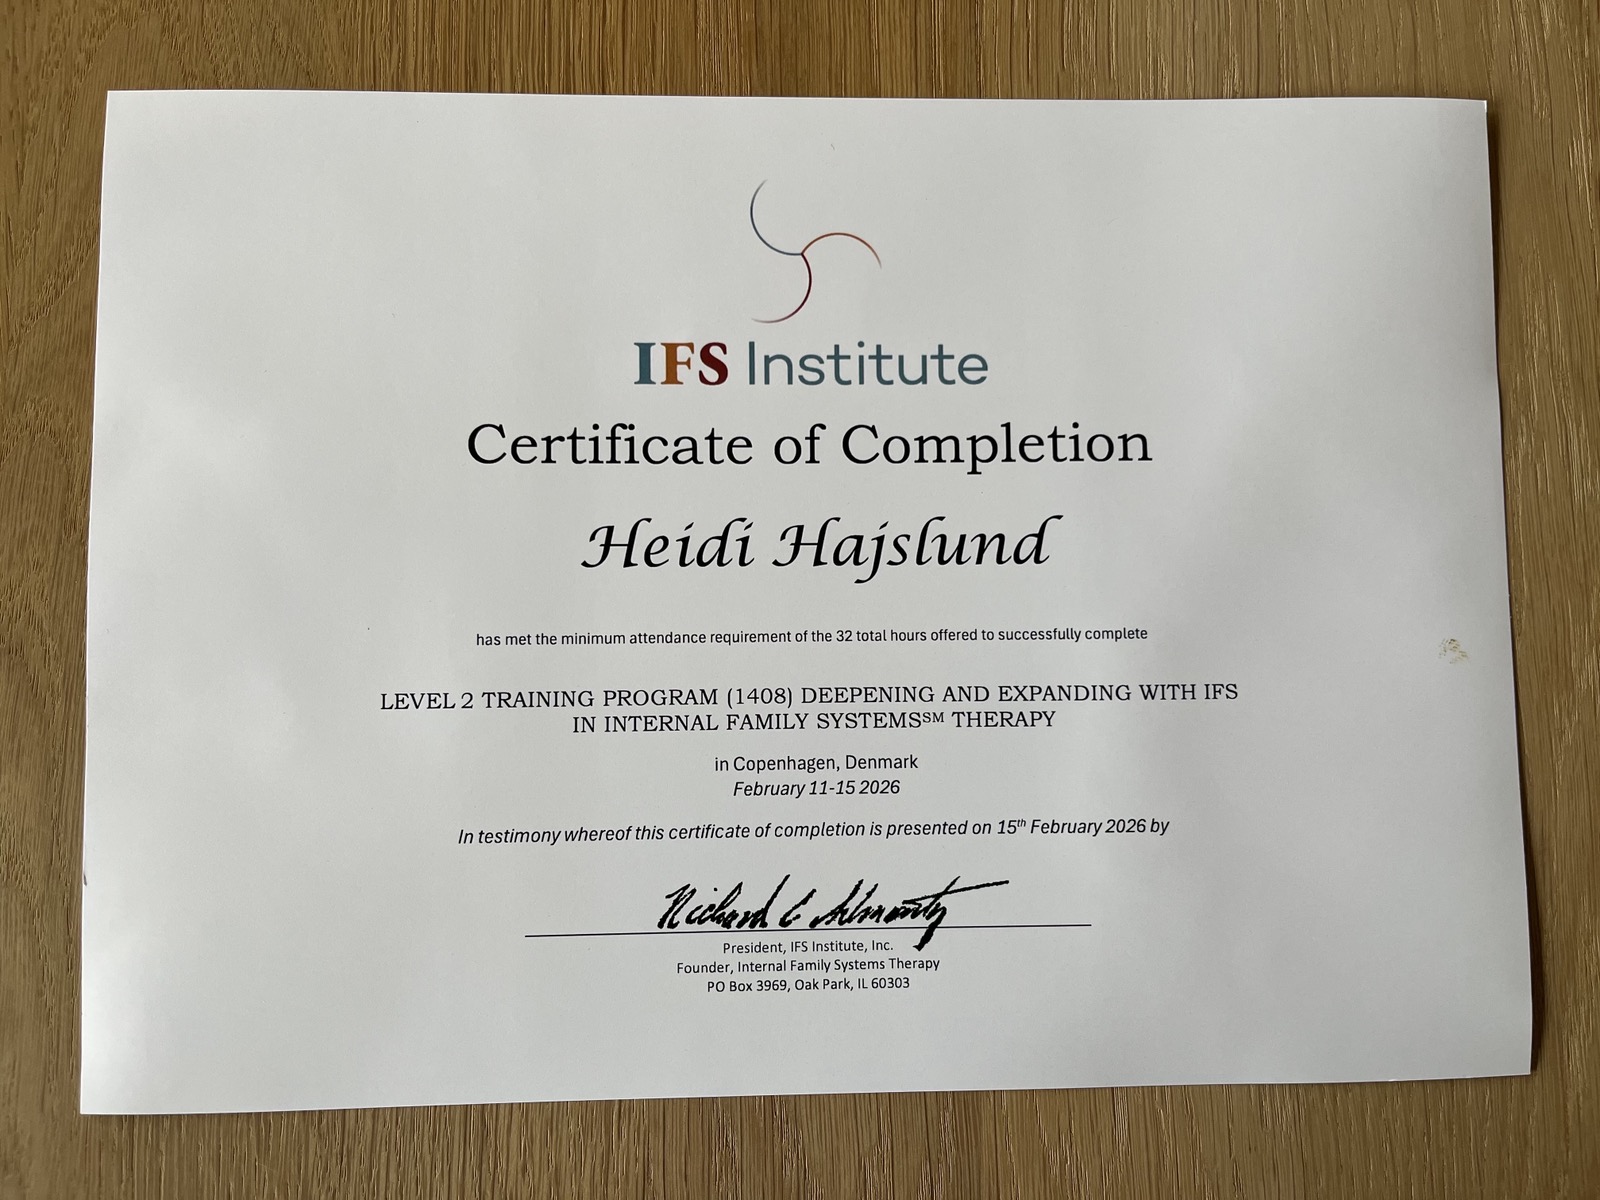 IFS Institute
Certificate of Completion
Heidi Hajslund
has met the minimum attendance requirement of the 32 total hours offered to successfully complete
LEVEL 2 TRAINING PROGRAM (1408) DEEPENING AND EXPANDING WITH IFS
IN INTERNAL FAMILY SYSTEMS℠ THERAPY
in Copenhagen, Denmark
February 11-15 2026
In testimony whereof this certificate of completion is presented on 15th February 2026 by
Richard C
President, IFS Institute, Inc.
Founder, Internal Family Systems Therapy
PO Box 3969, Oak Park, IL 60303